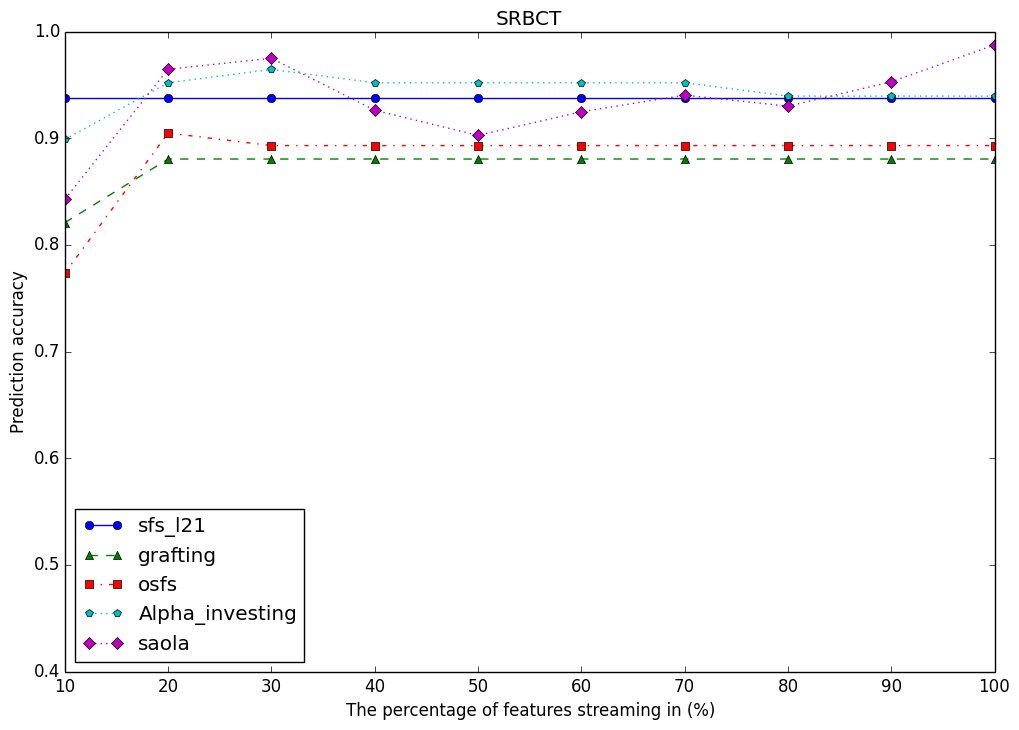 SRBCT
1.0
0.9
0.8
0.7
0.6
0.5
0.4
Prediction accuracy
sfs_l21
grafting
osfs
Alpha_investing
saola
10 20 30 40 50 60 70 80 90 100
The percentage of features streaming in (%)